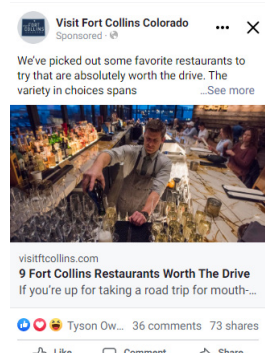 FORT COLLINS
Visit Fort Collins Colorado
Sponsored ·
We've picked out some favorite restaurants to
try that are absolutely worth the drive. The
variety in choices spans ...See more
visitftcollins.com
9 Fort Collins Restaurants Worth The Drive
If you're up for taking a road trip for mouth-...
Tyson Ow... 36 comments 73 shares
Like Comment Share